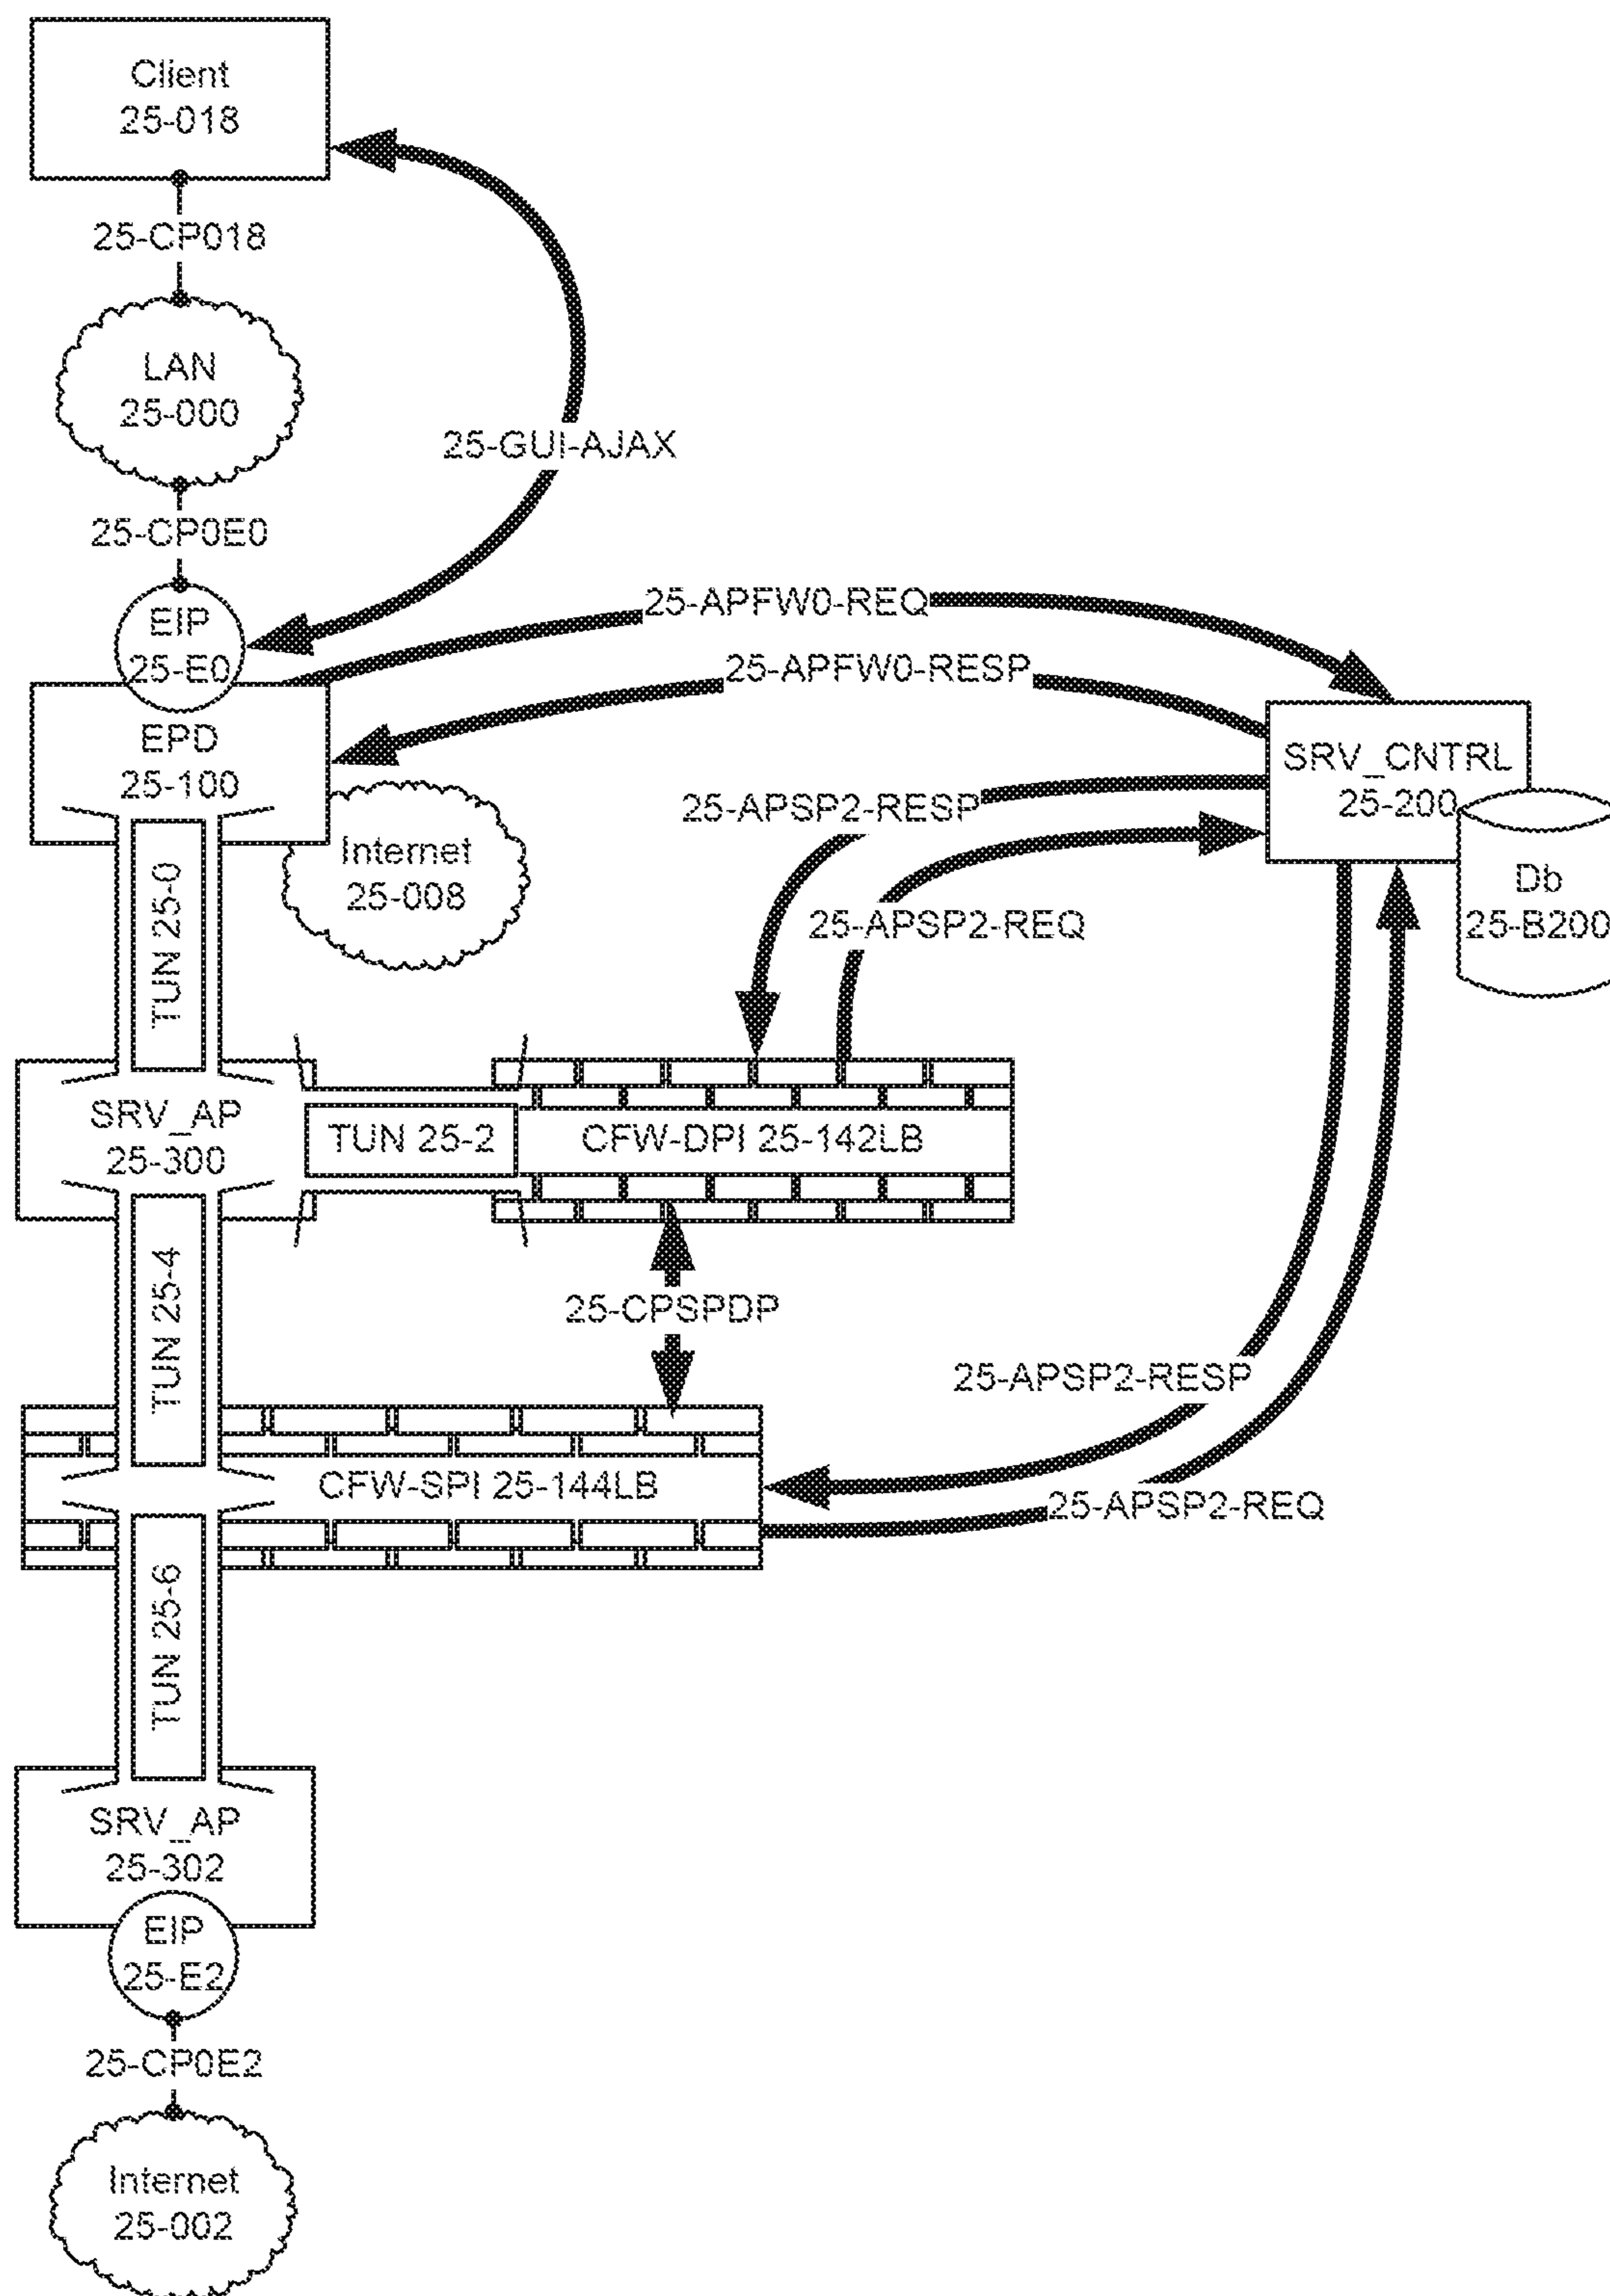 Client
25-018
25-CP018
LAN
25-000
25-GUI-AJAX
25-CP0E0
EIP
25-E0
25-APFW0-REQ
25-APFW0-RESP
EPD
25-100
SRV_CNTRL
25-200
25-APSP2-RESP
Internet
25-008
TUN 25-0
Db
25-B200
25-APSP2-REQ
SRV_AP
25-300
TUN 25-2
CFW-DPI 25-142LB
TUN 25-4
25-CPSPDP
25-APSP2-RESP
CFW-SPI 25-144LB
25-APSP2-REQ
TUN 25-6
SRV_AP
25-302
EIP
25-E2
25-CP0E2
Internet
25-002